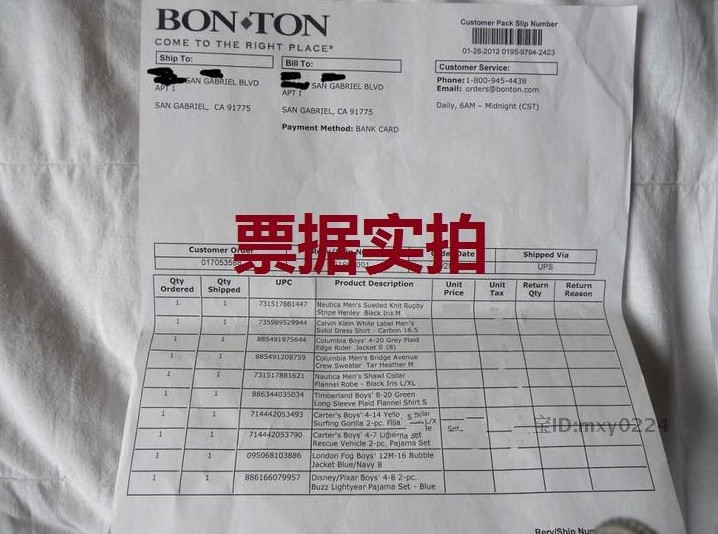 BON•TON
COME TO THE RIGHT PLACE®
Customer Pack Slip Number
01-28-2012 0195-9794-2423
Ship To:
SAN GABRIEL BLVD
APT 1
SAN GABRIEL, CA 91775
Bill To:
SAN GABRIEL BLVD
APT 1
SAN GABRIEL, CA 91775
Payment Method: BANK CARD
Customer Service:
Phone:1-800-945-4438
Email: orders@bonton.com
Daily, 6AM – Midnight (CST)
票据实拍
Customer Order Date Shipped Via
UPS
Qty Ordered Qty Shipped UPC Product Description Unit Price Unit Tax Return Qty Return Reason
1 1 731517881447 Nautica Men's Sueded Knit Rugby
Stripe Henley Black Iris M
1 1 735989529944 Calvin Klein White Label Men's
Solid Dress Shirt - Carbon 16.5
1 1 885491975644 Columbia Boys' 4-20 Grey Plaid
Edge Rider Jacket S (8)
1 1 885491208759 Columbia Men's Bridge Avenue
Crew Sweater Tar Heather M
1 1 731517881621 Nautica Men's Shawl Collar
Flannel Robe - Black Iris L/XL
1 1 886344035034 Timberland Boys' 8-20 Green
Long Sleeve Plaid Flannel Shirt S
1 1 714442053493 Carter's Boys' 4-14 Yello
Surfing Gorilla 2-pc.
1 1 714442053790 Carter's Boys' 4-7
Rescue Vehicle 2-pc. Pajama Set
1 1 095068103886 London Fog Boys' 12M-16 Bubble
Jacket Blue/Navy 8
1 1 886166079957 Disney/Pixar Boys' 4-8 2-pc.
Buzz Lightyear Pajama Set - Blue
宝ID:mxy0224